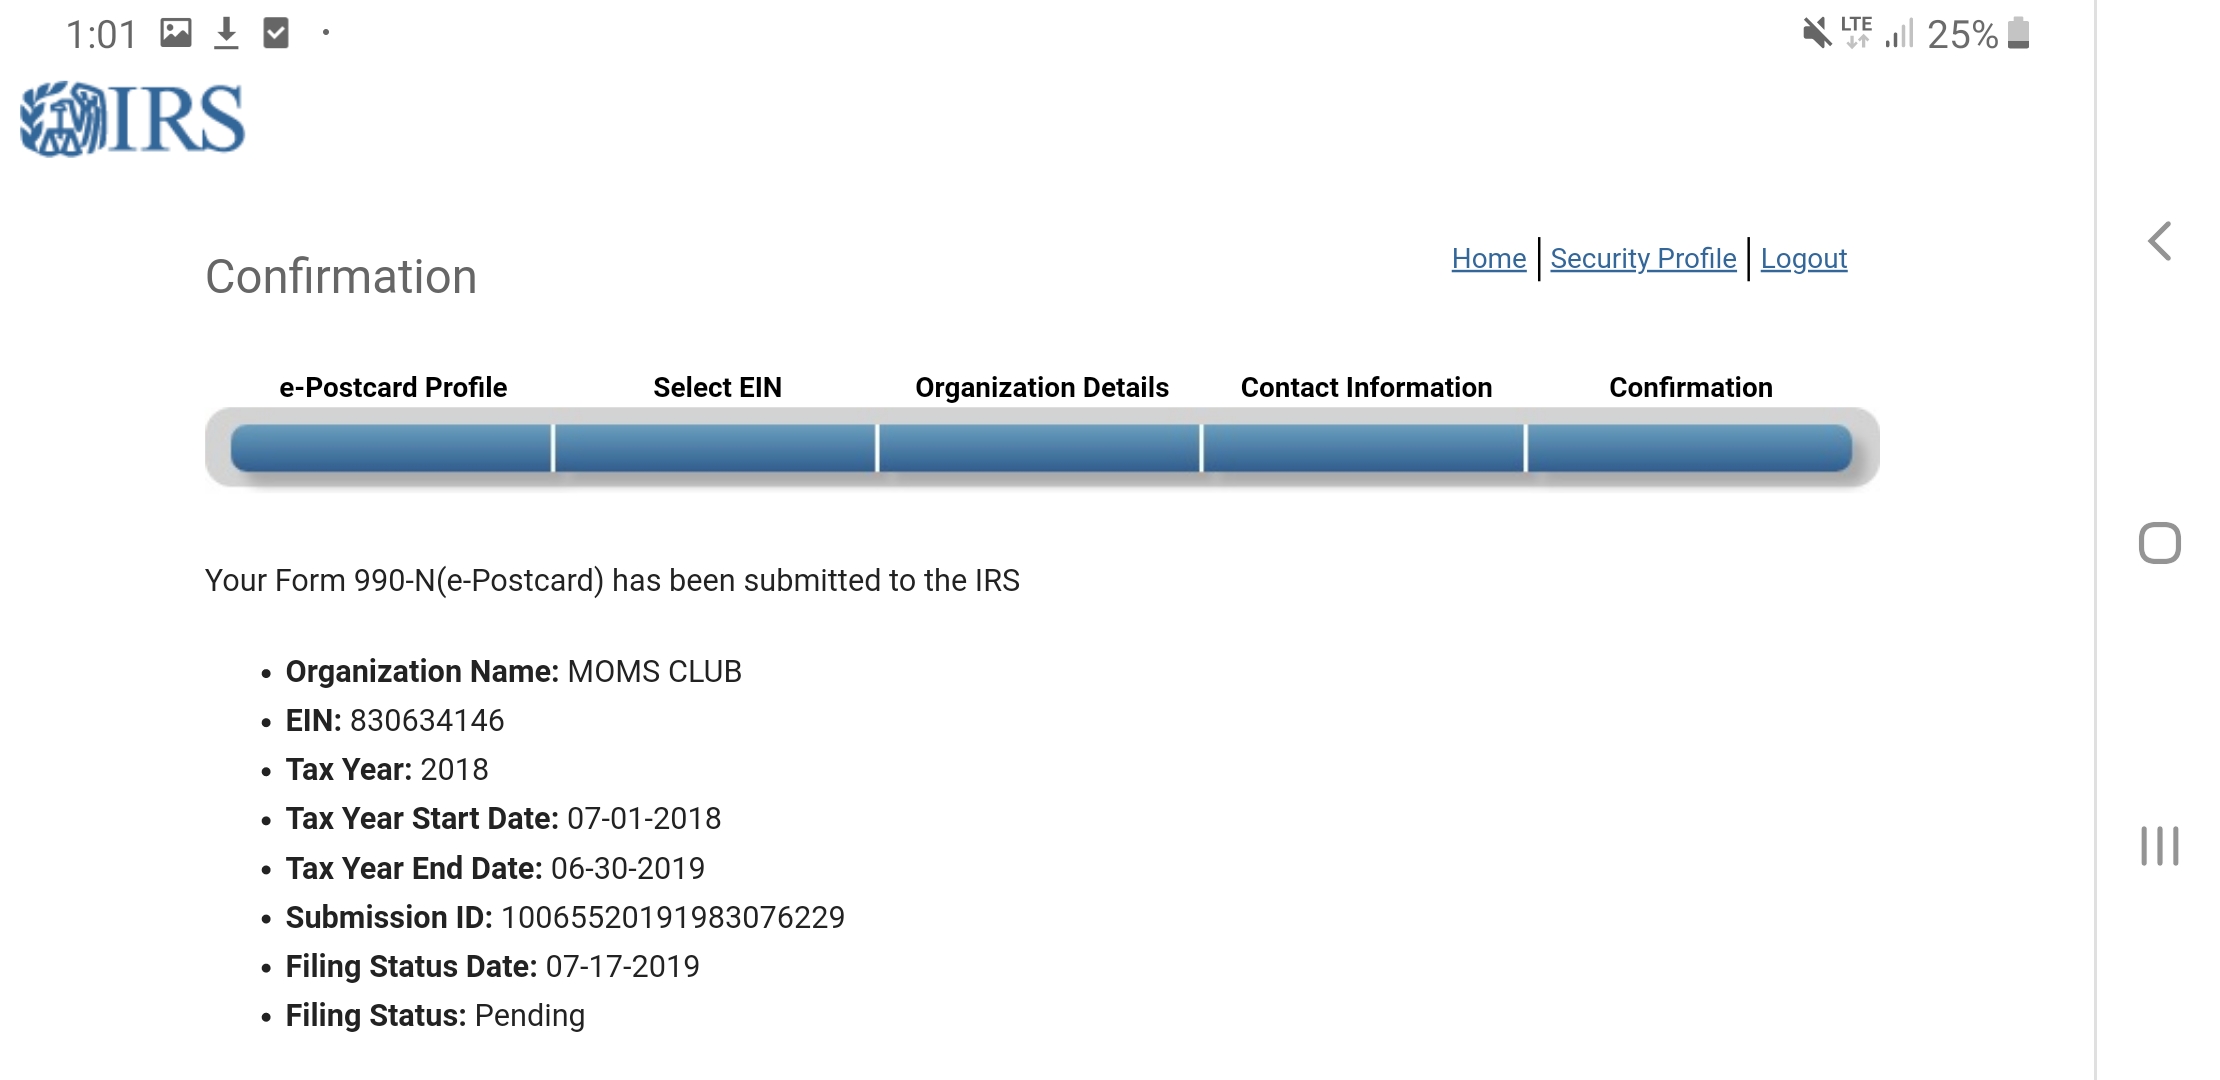 1:01
LTE 25%
IRS
Home Security Profile Logout
Confirmation
e-Postcard Profile Select EIN Organization Details Contact Information Confirmation
Your Form 990-N(e-Postcard) has been submitted to the IRS
• Organization Name: MOMS CLUB
• EIN: 830634146
• Tax Year: 2018
• Tax Year Start Date: 07-01-2018
• Tax Year End Date: 06-30-2019
• Submission ID: 10065520191983076229
• Filing Status Date: 07-17-2019
• Filing Status: Pending